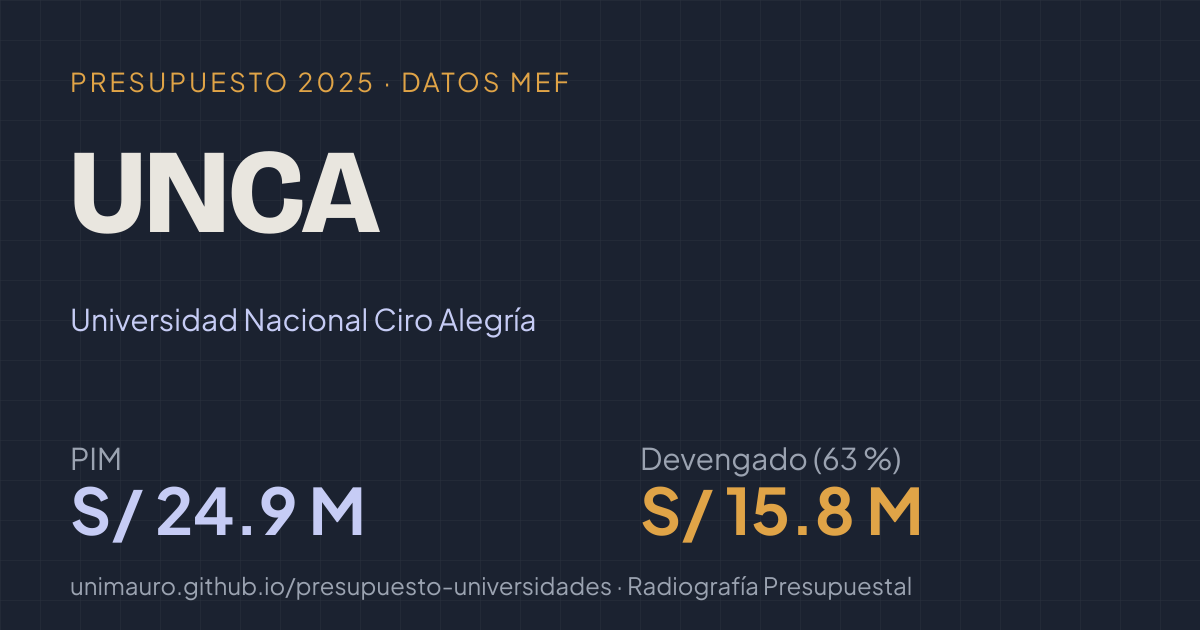 PRESUPUESTO 2025 · DATOS MEF
UNCA
Universidad Nacional Ciro Alegría
PIM
S/ 24.9 M
Devengado (63 %)
S/ 15.8 M
unimauro.github.io/presupuesto-universidades · Radiografía Presupuestal